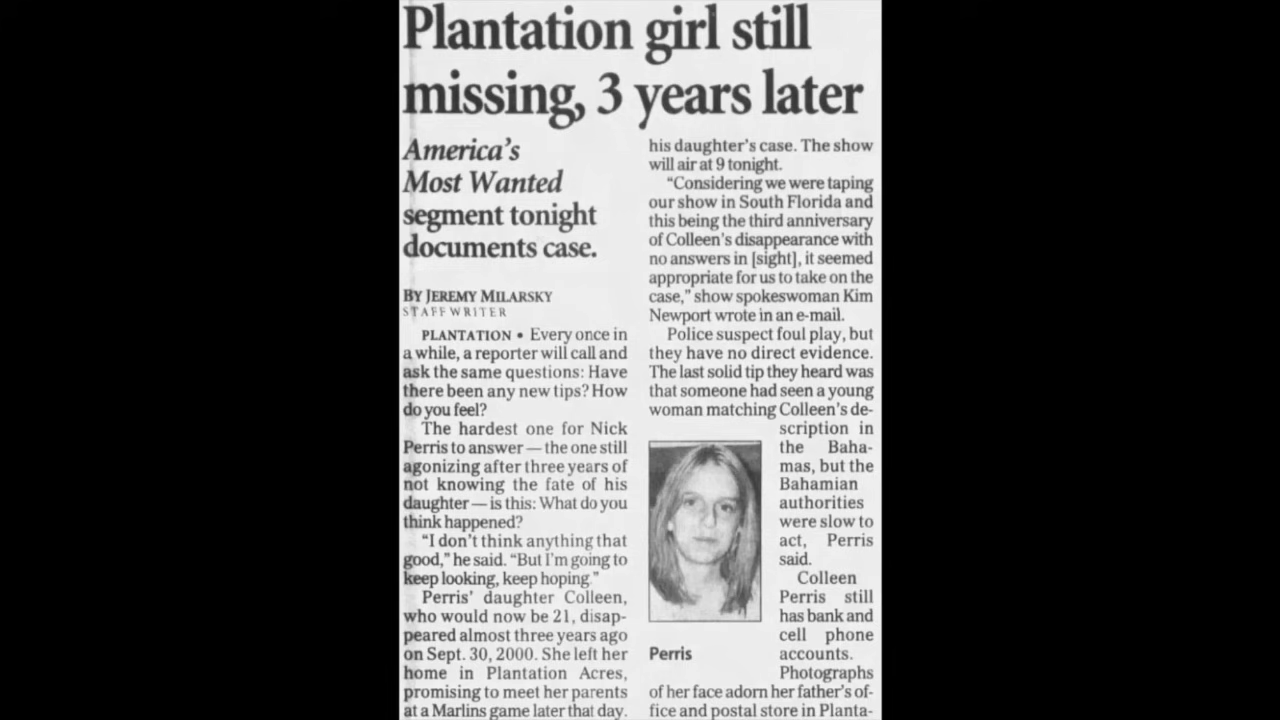 Plantation girl still
missing, 3 years later
America's
Most Wanted
segment tonight
documents case.
BY JEREMY MILARSKY
STAFF WRITER
PLANTATION • Every once in
a while, a reporter will call and
ask the same questions: Have
there been any new tips? How
do you feel?
The hardest one for Nick
Perris to answer — the one still
agonizing after three years of
not knowing the fate of his
daughter — is this: What do you
think happened?
"I don't think anything that
good," he said. "But I'm going to
keep looking, keep hoping."
Perris' daughter Colleen,
who would now be 21, disap-
peared almost three years ago
on Sept. 30, 2000. She left her
home in Plantation Acres,
promising to meet her parents
at a Marlins game later that day.
his daughter's case. The show
will air at 9 tonight.
"Considering we were taping
our show in South Florida and
this being the third anniversary
of Colleen's disappearance with
no answers in [sight], it seemed
appropriate for us to take on the
case," show spokeswoman Kim
Newport wrote in an e-mail.
Police suspect foul play, but
they have no direct evidence.
The last solid tip they heard was
that someone had seen a young
woman matching Colleen's de-
scription in
the Baha-
mas, but the
Bahamian
authorities
were slow to
act, Perris
said.
Colleen
Perris still
has bank and
cell phone
accounts.
Photographs
of her face adorn her father's of-
fice and postal store in Planta-
Perris